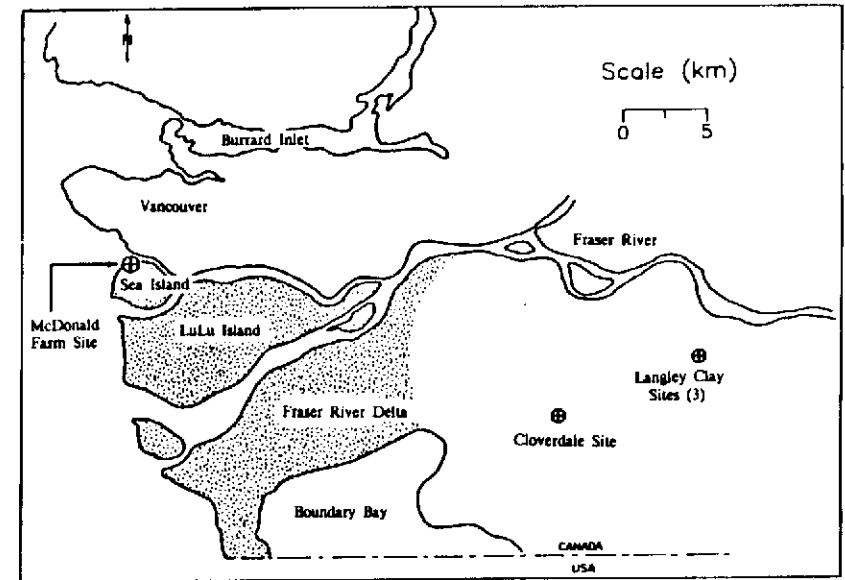 N
Scale (km)
0 5
Burrard Inlet
Vancouver
Fraser River
Sea Island
McDonald
Farm Site
LuLu Island
Langley Clay
Sites (3)
Fraser River Delta
Cloverdale Site
Boundary Bay
CANADA
USA